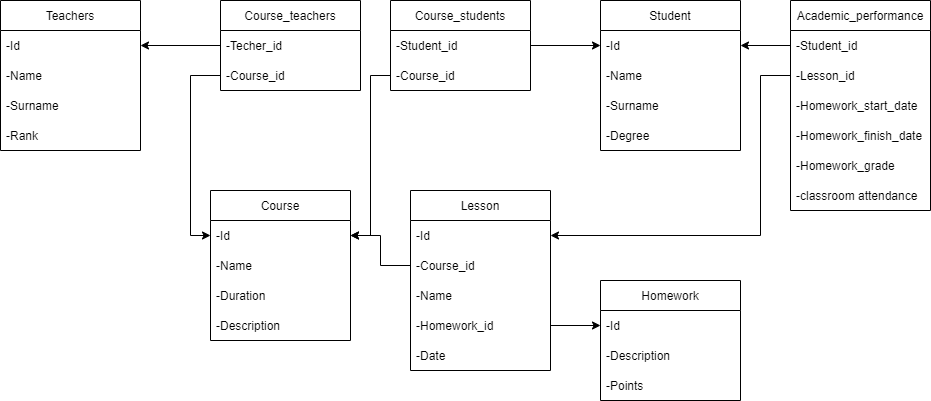 Teachers
-Id
-Name
-Surname
-Rank
Course_teachers
-Techer_id
-Course_id
Course_students
-Student_id
-Course_id
Student
-Id
-Name
-Surname
-Degree
Academic_performance
-Student_id
-Lesson_id
-Homework_start_date
-Homework_finish_date
-Homework_grade
-classroom attendance
Course
-Id
-Name
-Duration
-Description
Lesson
-Id
-Course_id
-Name
-Homework_id
-Date
Homework
-Id
-Description
-Points